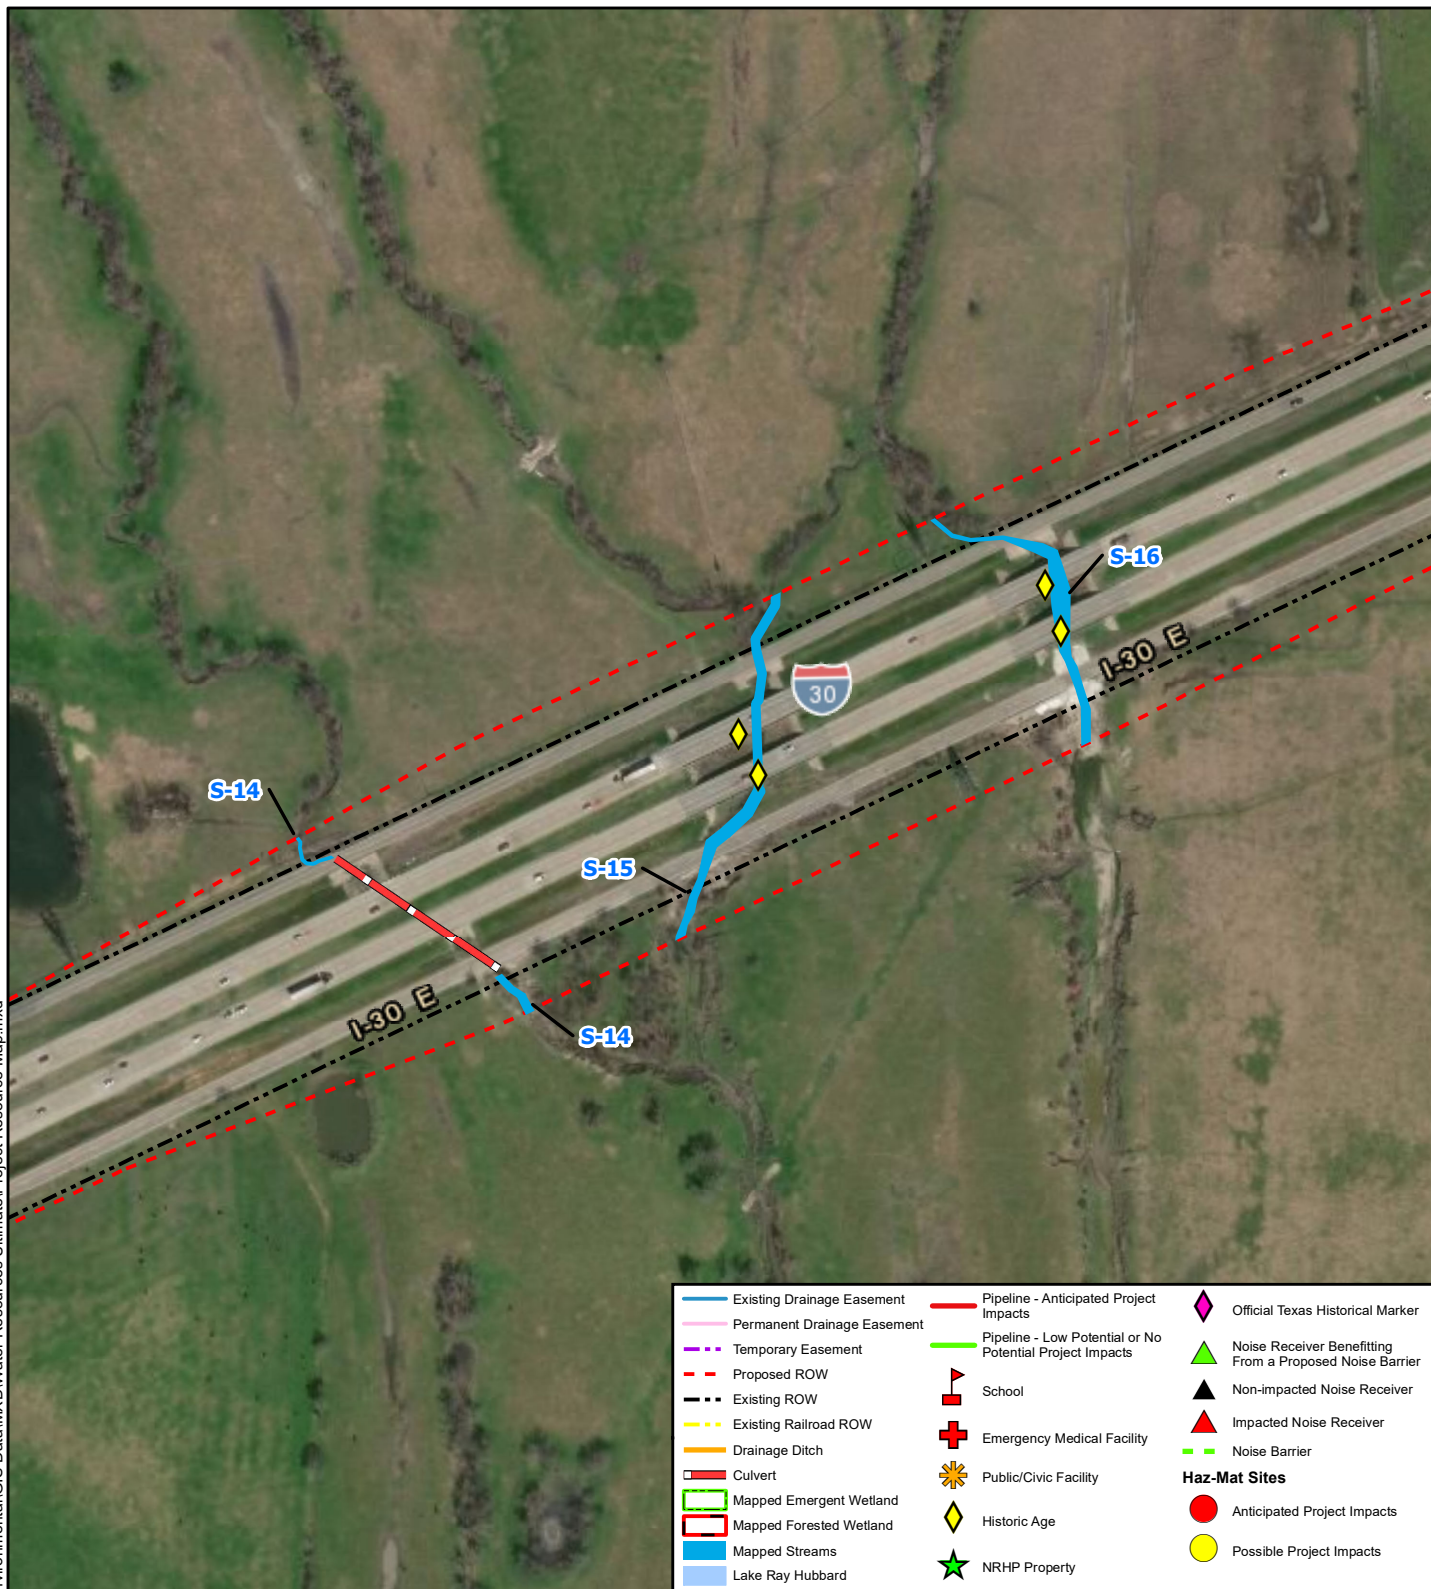 S-16
I-30 E
30
S-14
S-15
I-30 E
S-14
Existing Drainage Easement
Permanent Drainage Easement
Temporary Easement
Proposed ROW
Existing ROW
Existing Railroad ROW
Drainage Ditch
Culvert
Mapped Emergent Wetland
Mapped Forested Wetland
Mapped Streams
Lake Ray Hubbard
Pipeline - Anticipated Project
Impacts
Pipeline - Low Potential or No
Potential Project Impacts
School
Emergency Medical Facility
Public/Civic Facility
Historic Age
NRHP Property
Official Texas Historical Marker
Noise Receiver Benefitting
From a Proposed Noise Barrier
Non-impacted Noise Receiver
Impacted Noise Receiver
Noise Barrier
Haz-Mat Sites
Anticipated Project Impacts
Possible Project Impacts